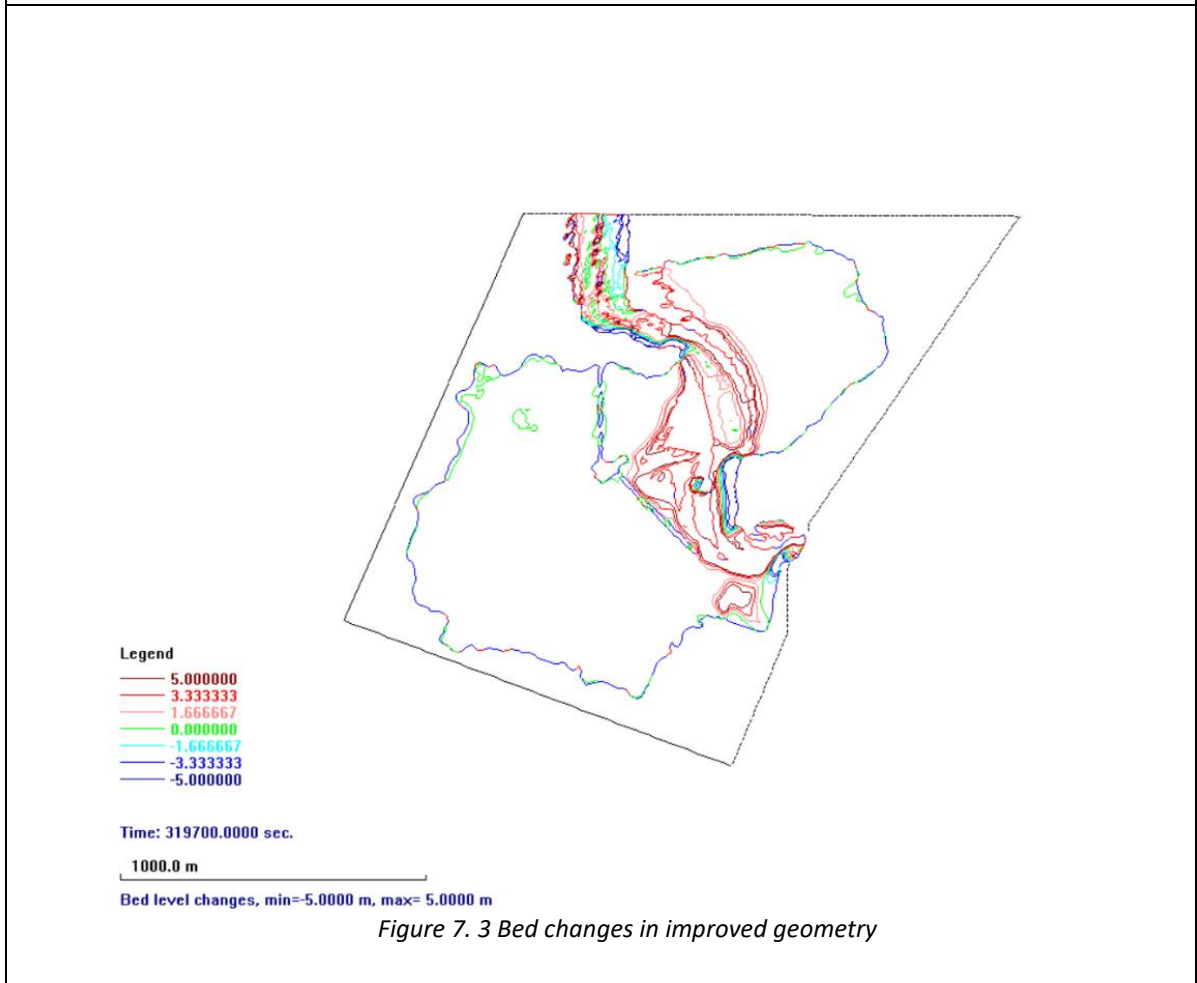 Legend
5.000000
3.333333
1.666667
0.000000
-1.666667
-3.333333
-5.000000
Time: 319700.0000 sec.
1000.0 m
Bed level changes, min=-5.0000 m, max= 5.0000 m
Figure 7. 3 Bed changes in improved geometry